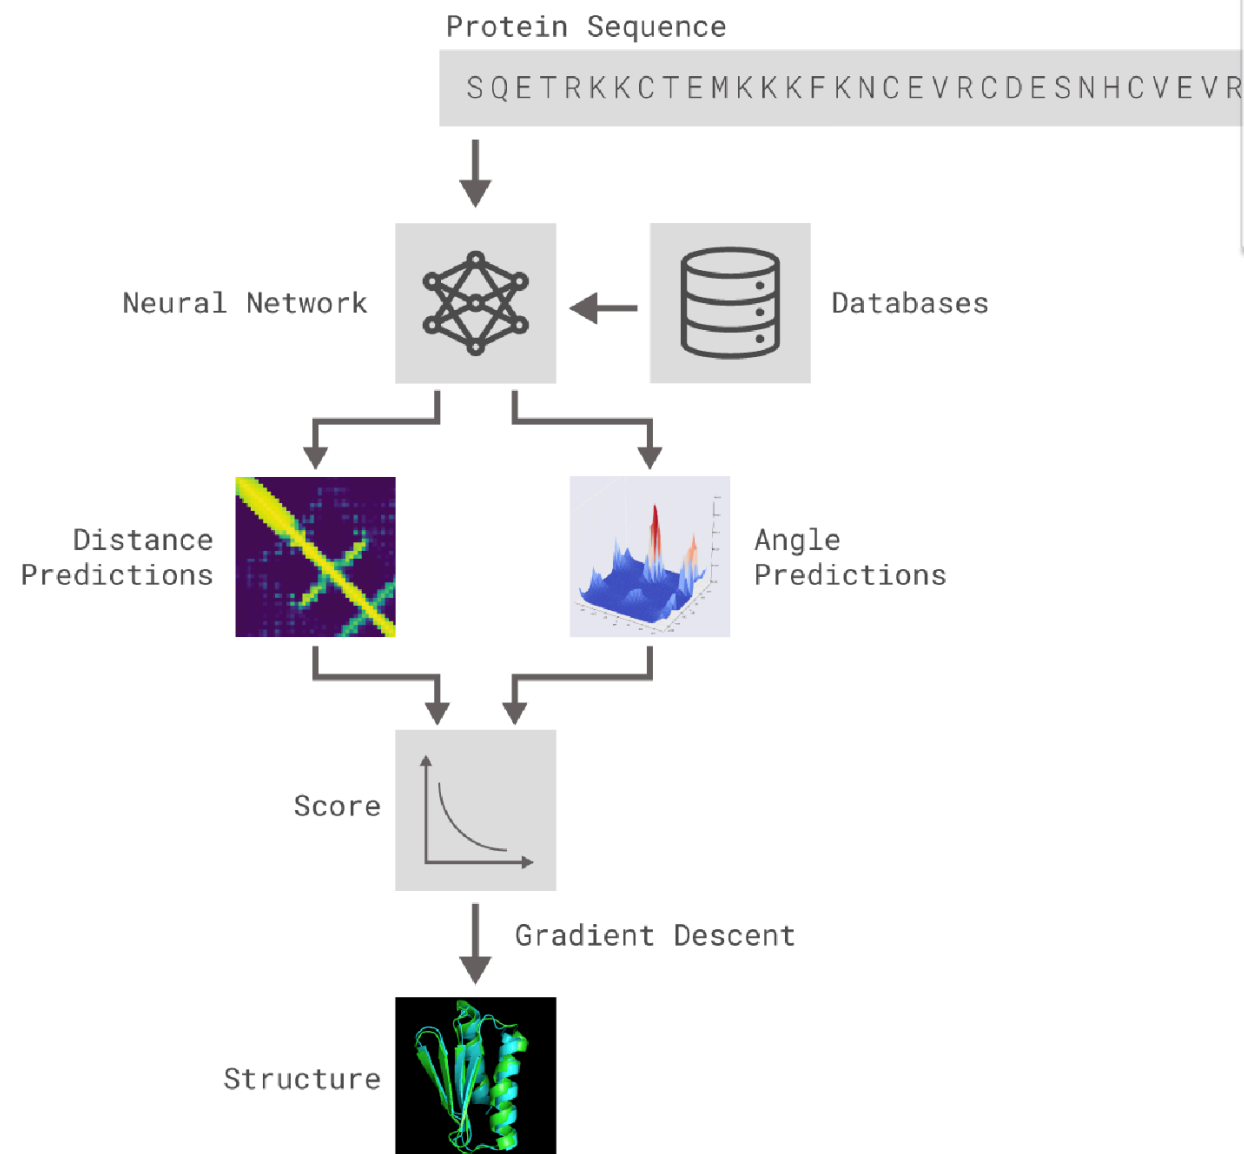 Protein Sequence
SQETRKKCTEMKKKFKNCEVRCDESNHCVEVR
Neural Network
Databases
Distance
Predictions
Angle
Predictions
Score
Gradient Descent
Structure